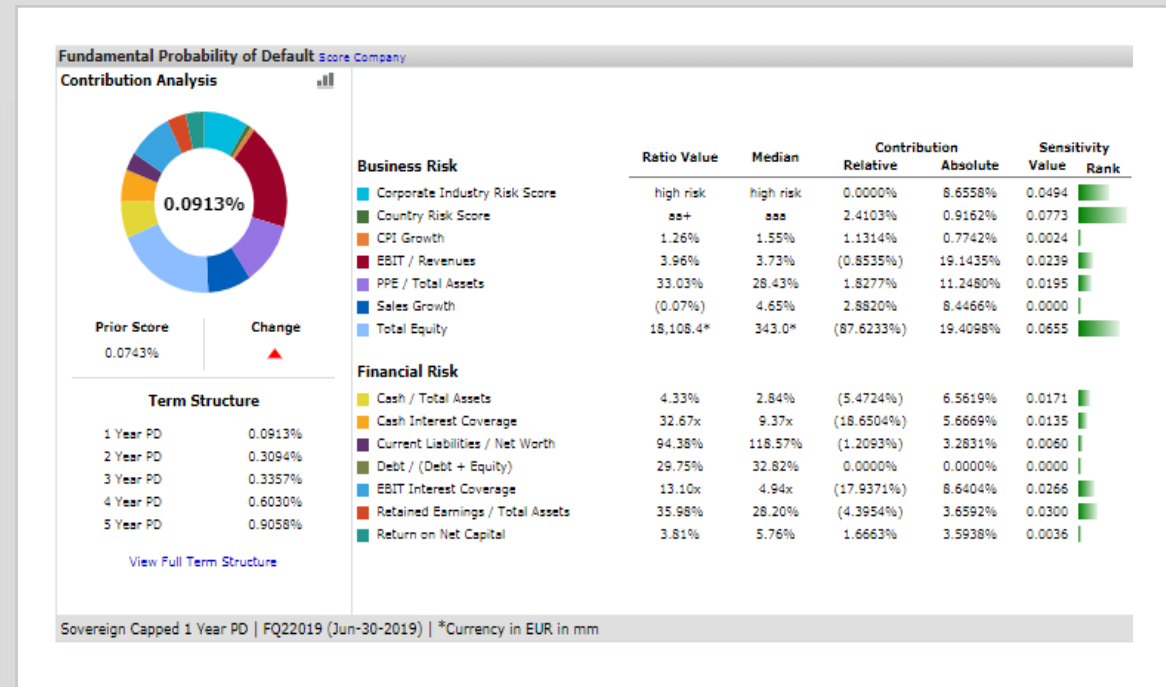 Fundamental Probability of Default Score Company
Contribution Analysis
0.0913%
Prior Score Change
0.0743%
Term Structure
1 Year PD 0.0913%
2 Year PD 0.3094%
3 Year PD 0.3357%
4 Year PD 0.6030%
5 Year PD 0.9058%
View Full Term Structure
Contribution Sensitivity
Business Risk Ratio Value Median Relative Absolute Value Rank
Corporate Industry Risk Score high risk high risk 0.0000% 8.6558% 0.0494
Country Risk Score aa+ aaa 2.4103% 0.9162% 0.0773
CPI Growth 1.26% 1.55% 1.1314% 0.7742% 0.0024
EBIT / Revenues 3.96% 3.73% (0.8535%) 19.1435% 0.0239
PPE / Total Assets 33.03% 28.43% 1.8277% 11.2480% 0.0195
Sales Growth (0.07%) 4.65% 2.8820% 8.4466% 0.0000
Total Equity 18,108.4* 343.0* (87.6233%) 19.4098% 0.0655
Financial Risk
Cash / Total Assets 4.33% 2.84% (5.4724%) 6.5619% 0.0171
Cash Interest Coverage 32.67x 9.37x (18.6504%) 5.6669% 0.0135
Current Liabilities / Net Worth 94.38% 118.57% (1.2093%) 3.2831% 0.0060
Debt / (Debt + Equity) 29.75% 32.82% 0.0000% 0.0000% 0.0000
EBIT Interest Coverage 13.10x 4.94x (17.9371%) 8.6404% 0.0266
Retained Earnings / Total Assets 35.98% 28.20% (4.3954%) 3.6592% 0.0300
Return on Net Capital 3.81% 5.76% 1.6663% 3.5938% 0.0036
Sovereign Capped 1 Year PD | FQ22019 (Jun-30-2019) | *Currency in EUR in mm